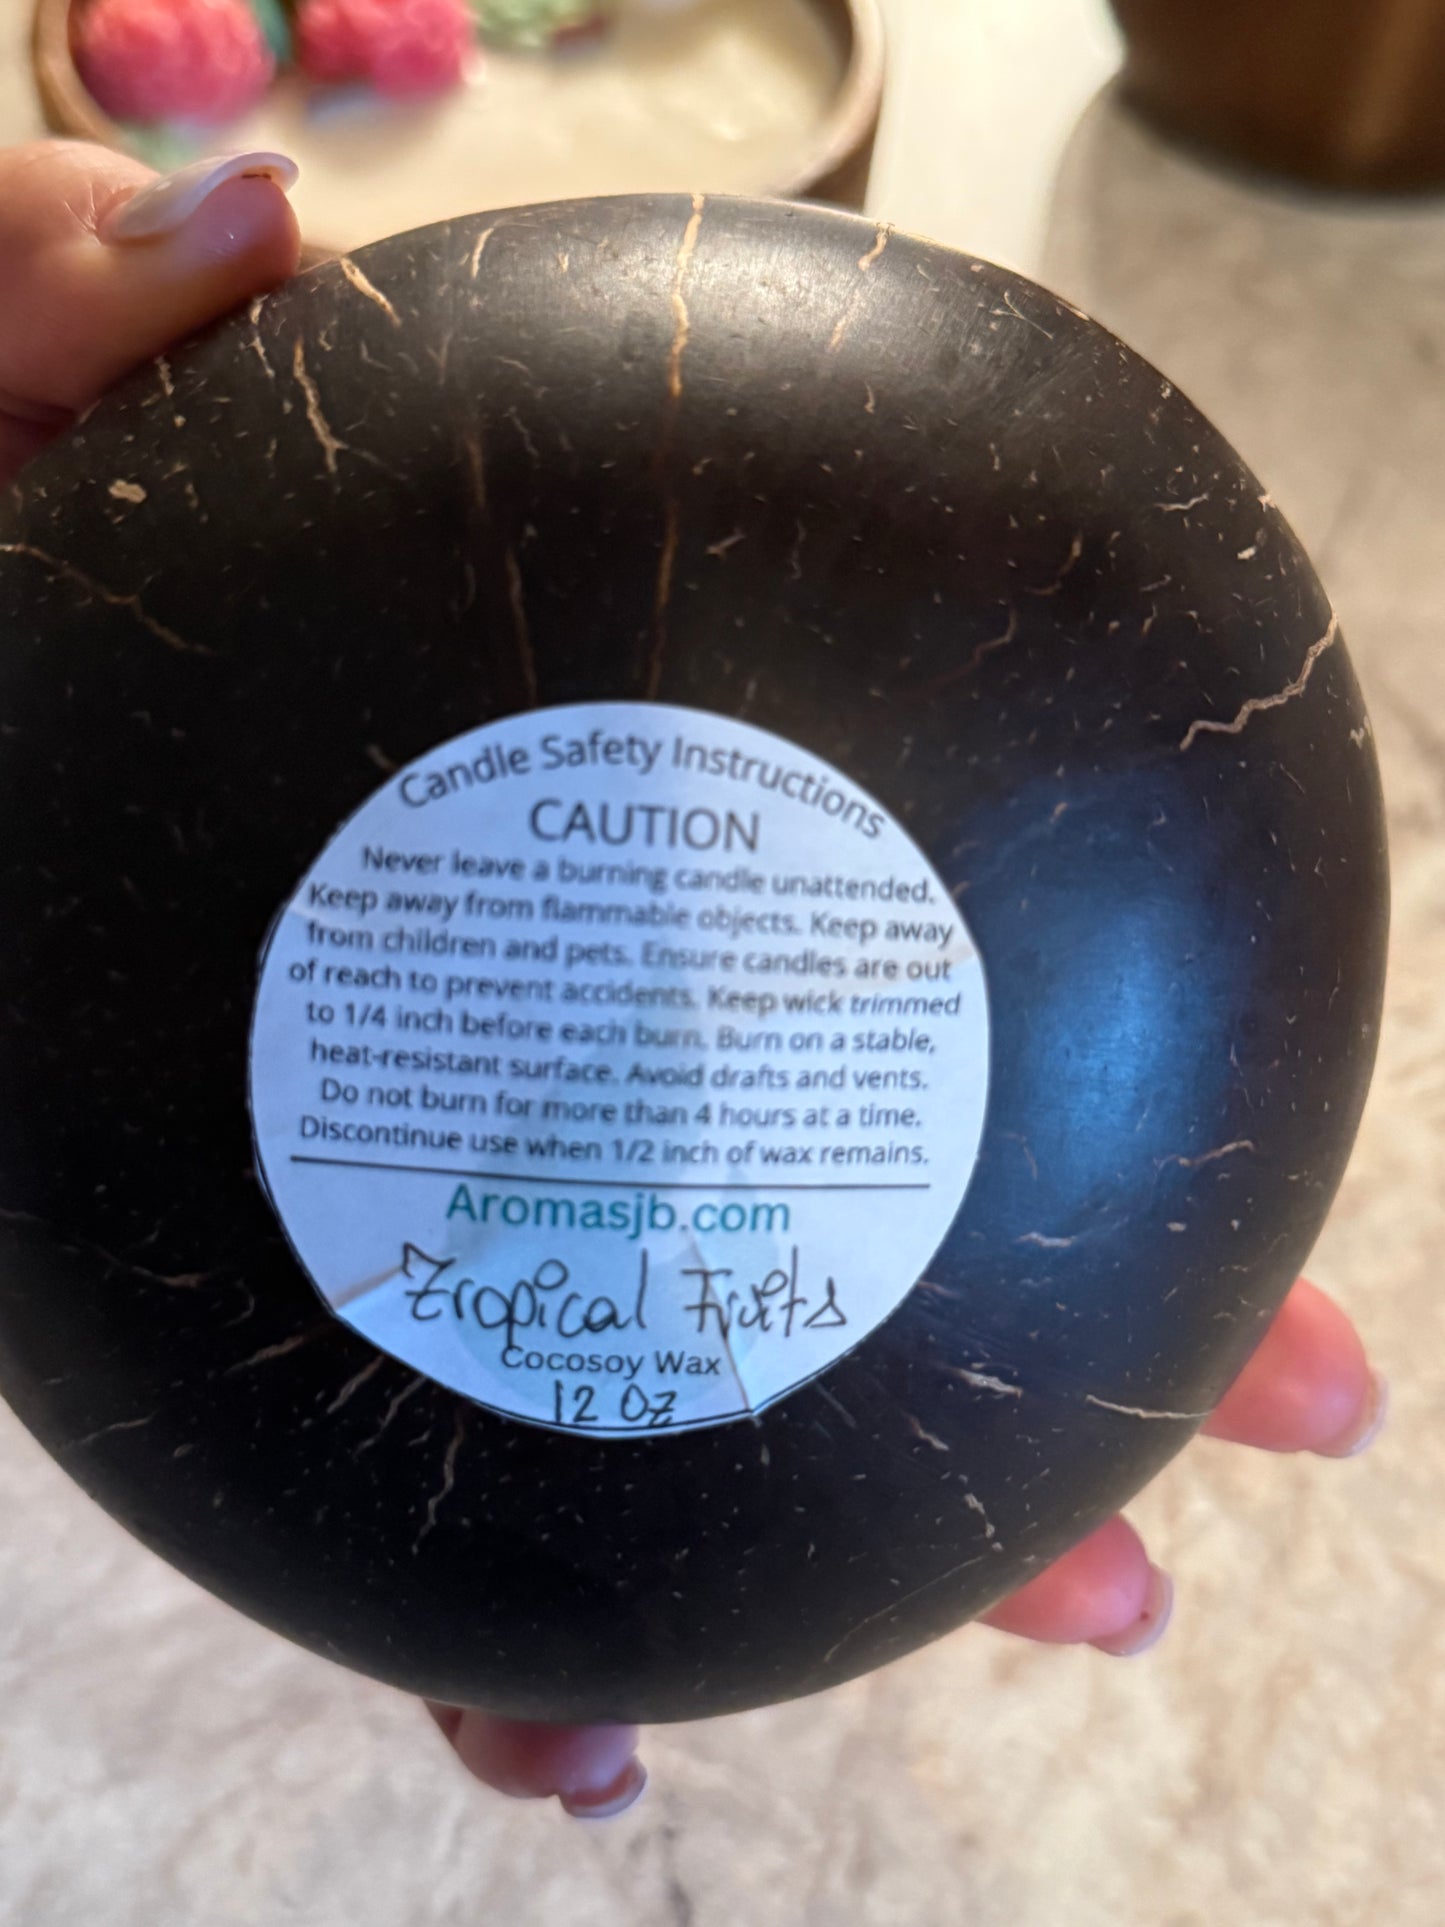 Candle Safety Instructions
CAUTION
Never leave a burning candle unattended.
Keep away from flammable objects. Keep away
from children and pets. Ensure candles are out
of reach to prevent accidents. Keep wick trimmed
to 1/4 inch before each burn. Burn on a stable,
heat-resistant surface. Avoid drafts and vents.
Do not burn for more than 4 hours at a time.
Discontinue use when 1/2 inch of wax remains.
Aromasjb.com
Tropical Fruits
Cocosoy Wax
12 Oz